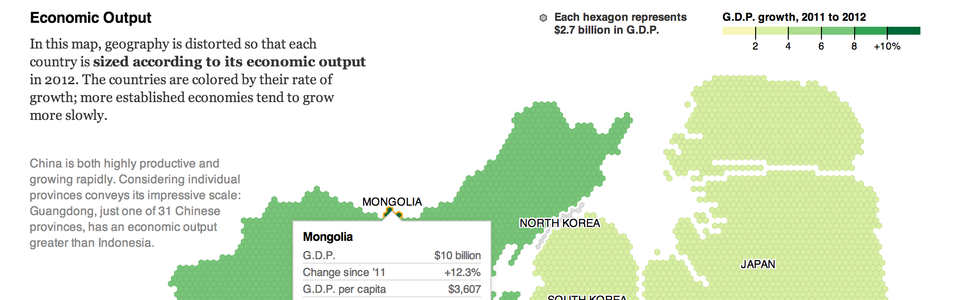 Economic Output
In this map, geography is distorted so that each
country is sized according to its economic output
in 2012. The countries are colored by their rate of
growth; more established economies tend to grow
more slowly.
Each hexagon represents
$2.7 billion in G.D.P.
G.D.P. growth, 2011 to 2012
2 4 6 8 +10%
China is both highly productive and
growing rapidly. Considering individual
provinces conveys its impressive scale:
Guangdong, just one of 31 Chinese
provinces, has an economic output
greater than Indonesia.
MONGOLIA
NORTH KOREA
Mongolia
G.D.P. $10 billion
Change since '11 +12.3%
G.D.P. per capita $3,607
JAPAN
SOUTH KOREA